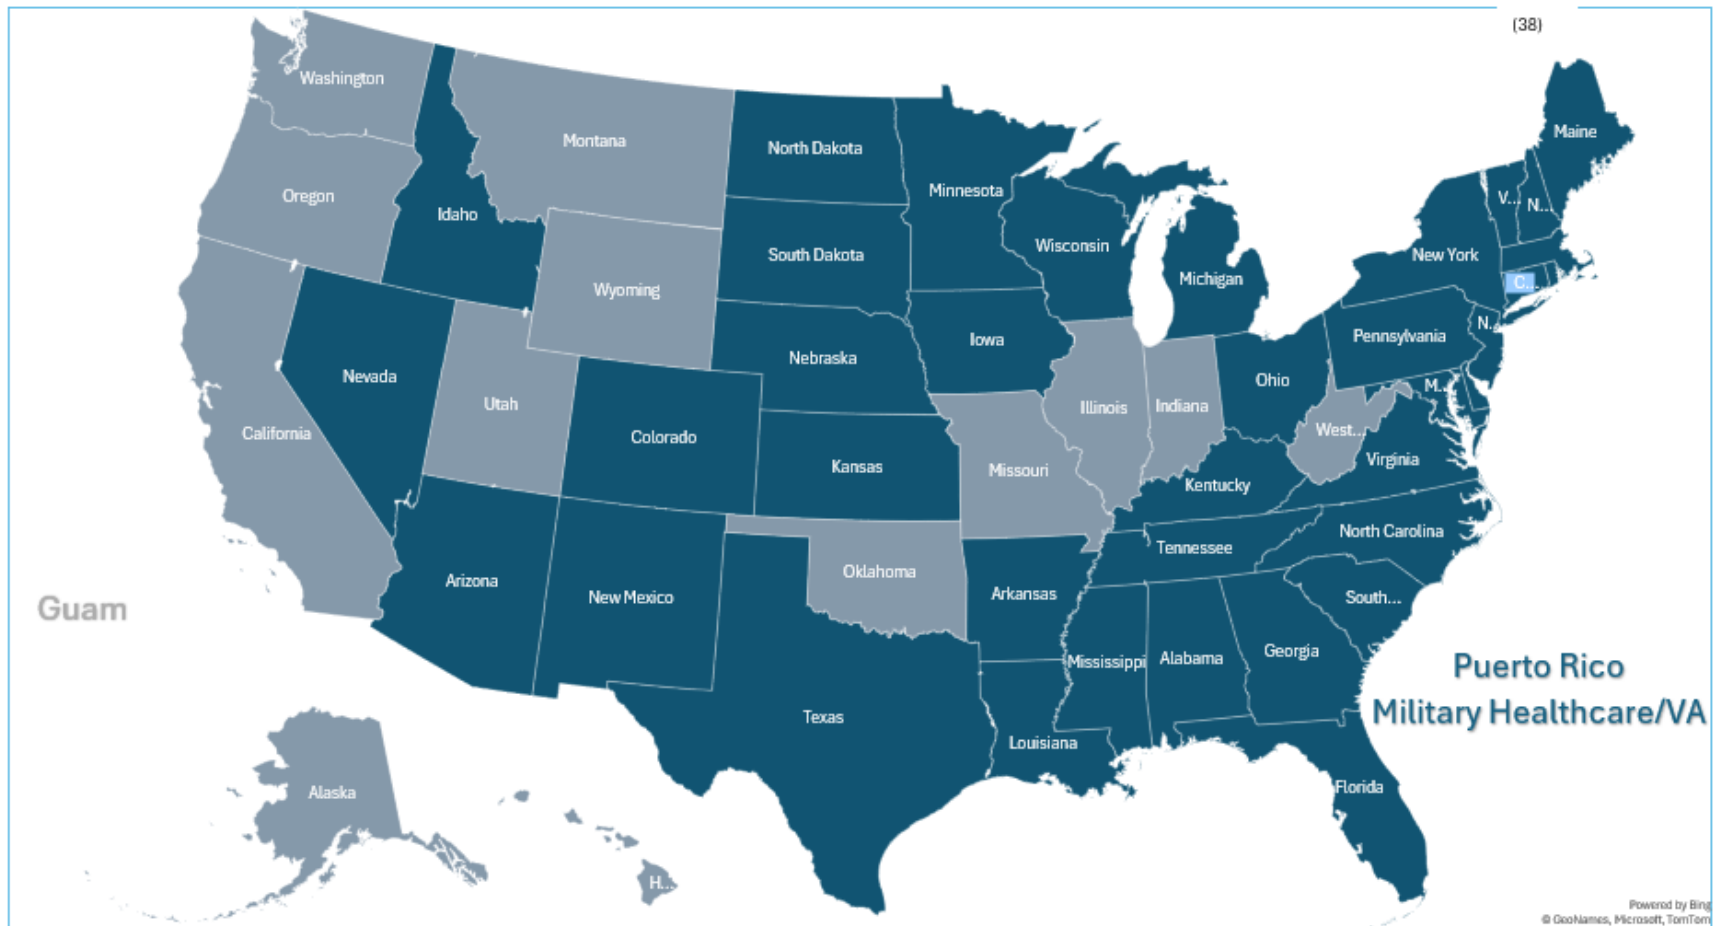 (38)
Washington
Montana
North Dakota
Minnesota
Maine
Oregon
Idaho
V...
N...
South Dakota
Wisconsin
New York
Michigan
C...
Wyoming
N...
Nebraska
Iowa
Pennsylvania
Nevada
Utah
Ohio
M...
Illinois
Indiana
California
Colorado
West...
Kansas
Missouri
Virginia
Kentucky
North Carolina
Tennessee
Oklahoma
Arizona
New Mexico
Arkansas
South...
Guam
Mississippi
Alabama
Georgia
Puerto Rico
Military Healthcare/VA
Texas
Louisiana
Florida
Alaska
H...
Powered by Bing
© GeoNames, Microsoft, TomTom